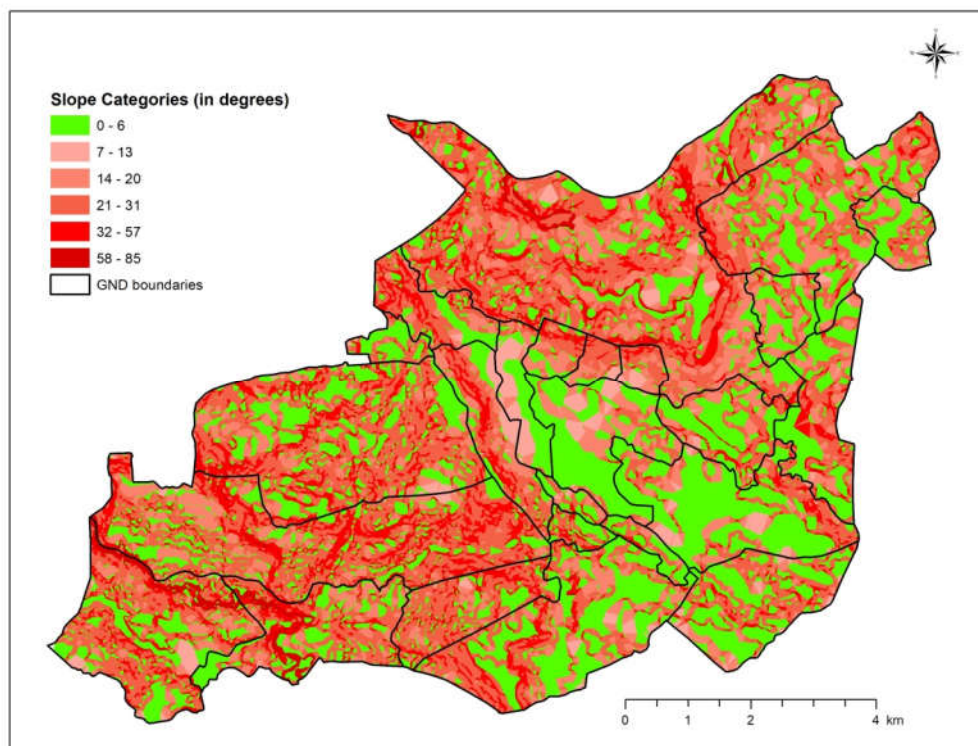 Slope Categories (in degrees)
0 - 6
7 - 13
14 - 20
21 - 31
32 - 57
58 - 85
GND boundaries
0 1 2 4 km